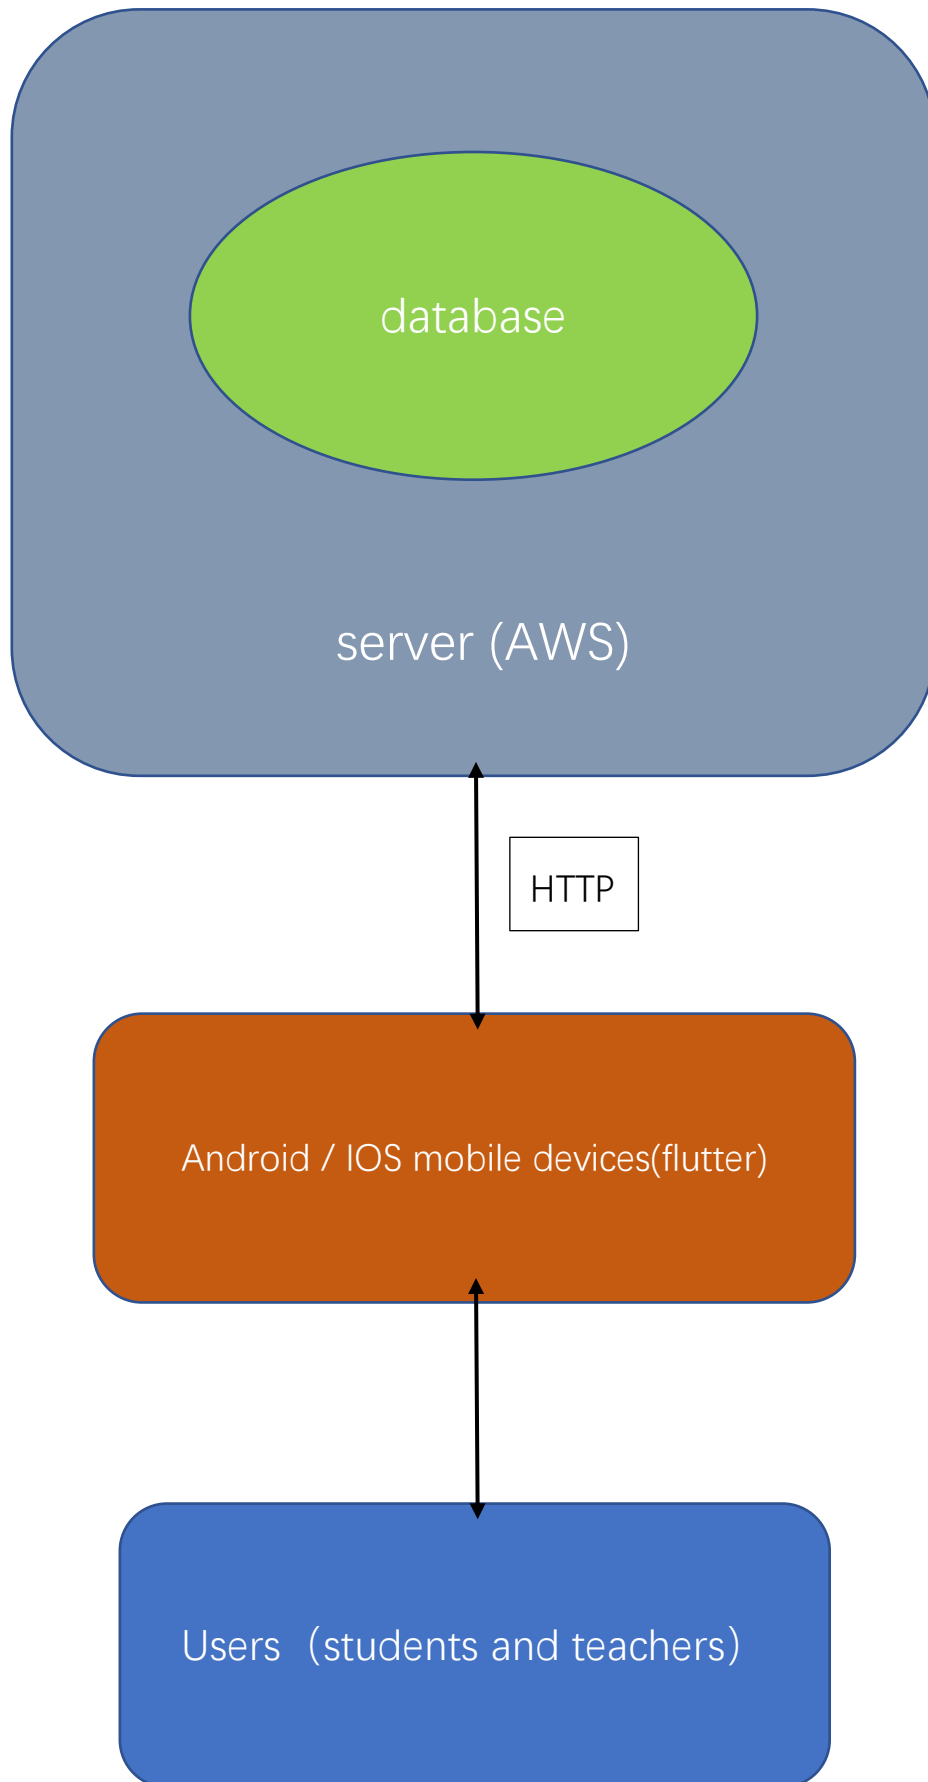 database
server (AWS)
HTTP
Android / IOS mobile devices(flutter)
Users（students and teachers）